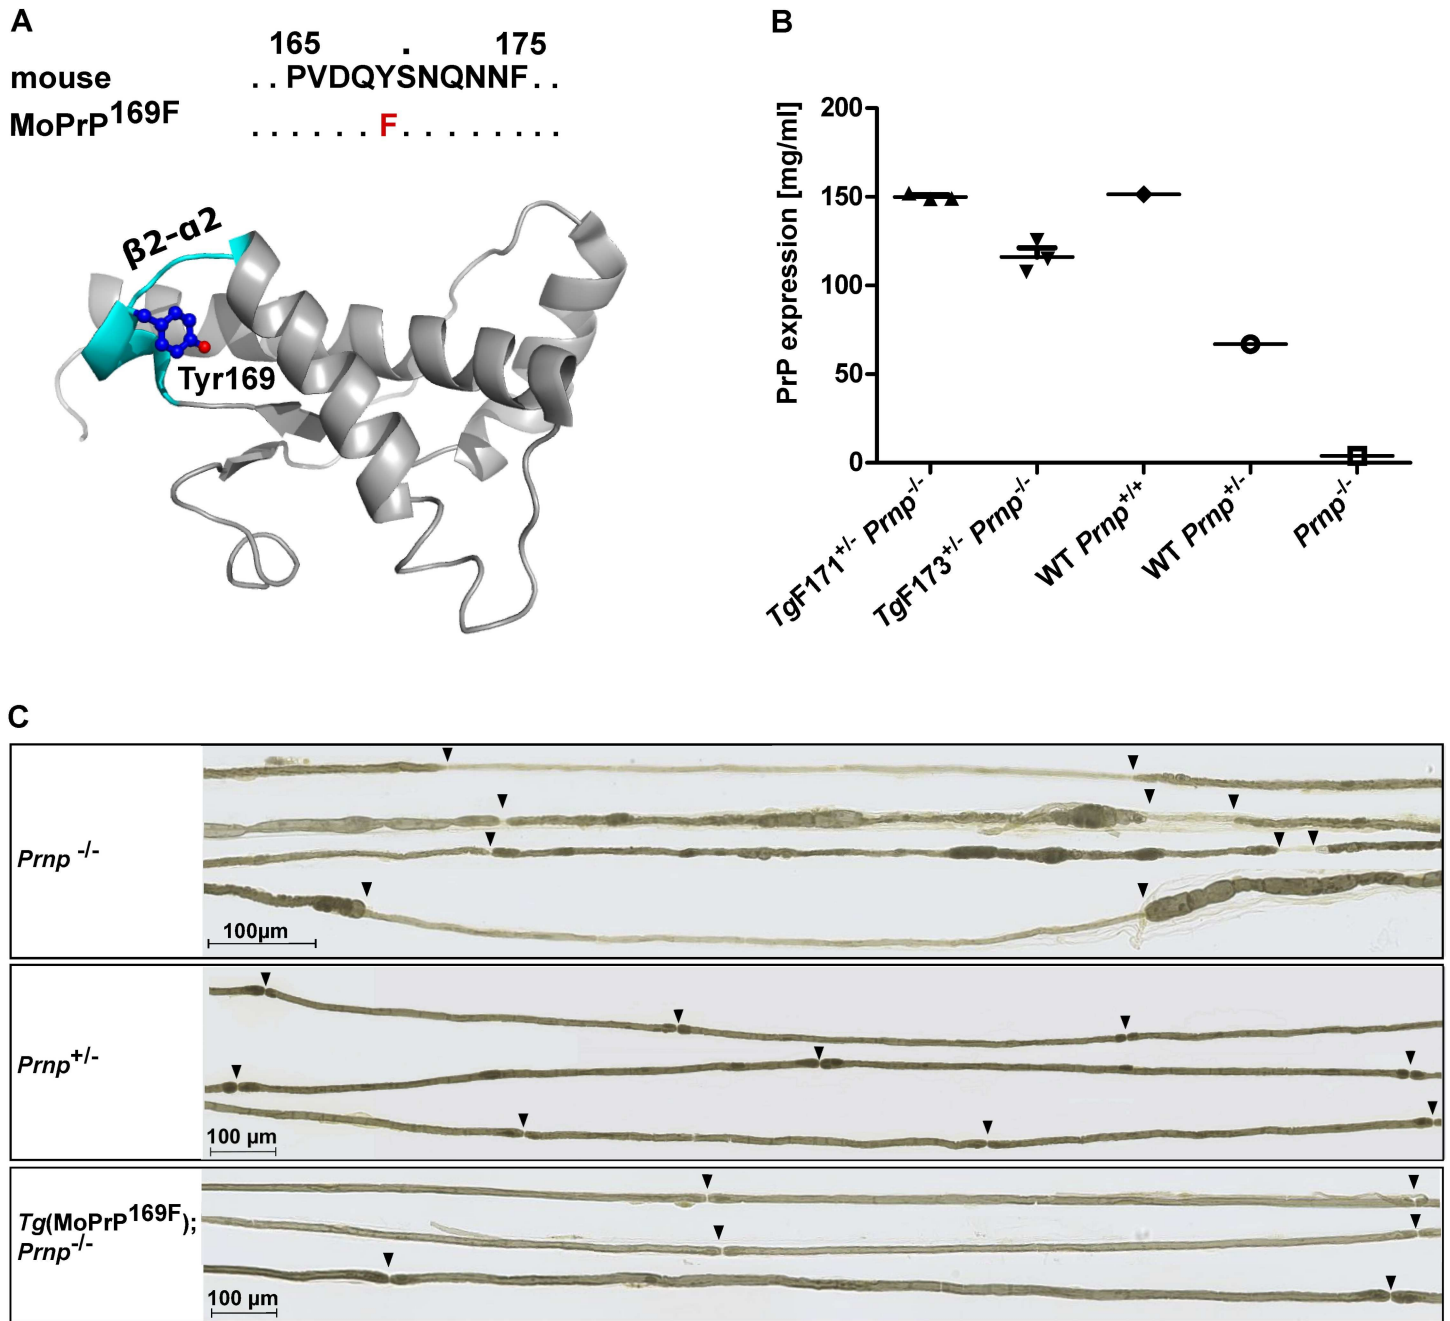 A
165 . 175
mouse ..PVDQYSNQNNF..
MoPrP169F ......F........
β2-α2
Tyr169
B
PrP expression [mg/ml]
200
150
100
50
0
TgF171+/- Prnp-/-
TgF173+/- Prnp-/-
WT Prnp+/+
WT Prnp+/-
Prnp-/-
C
Prnp -/-
100µm
Prnp+/-
100 µm
Tg(MoPrP169F);
Prnp-/-
100 µm